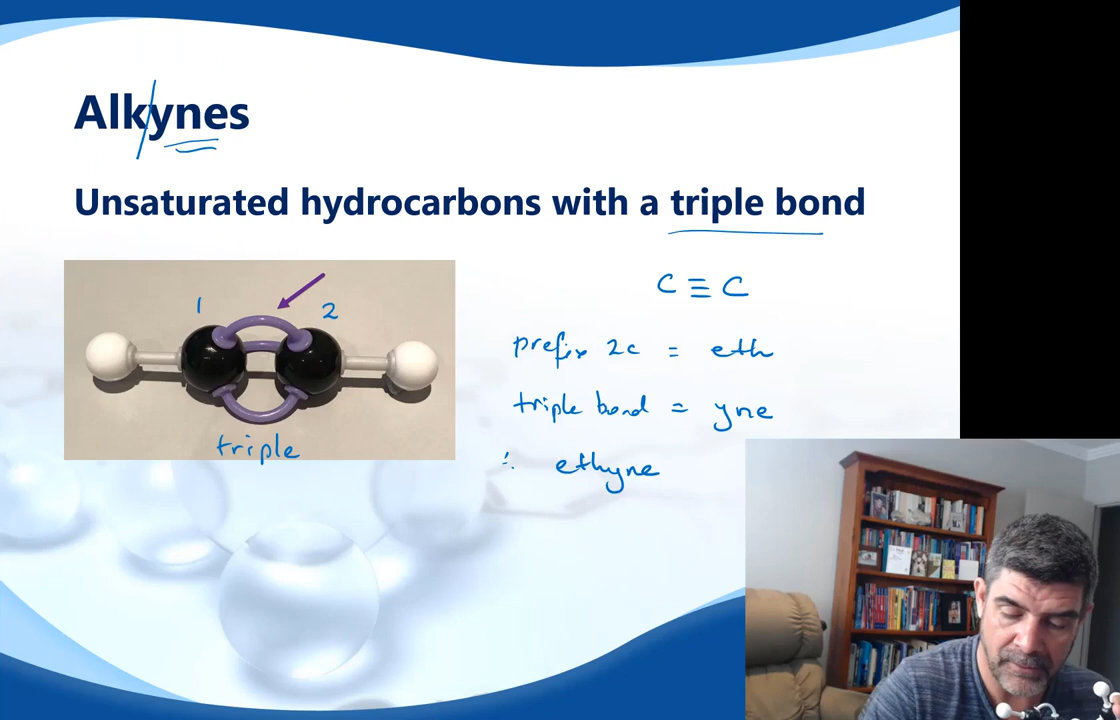 Alkynes
Unsaturated hydrocarbons with a triple bond
1
2
triple
C ≡ C
prefix 2c = eth
triple bond = yne
∴ ethyne